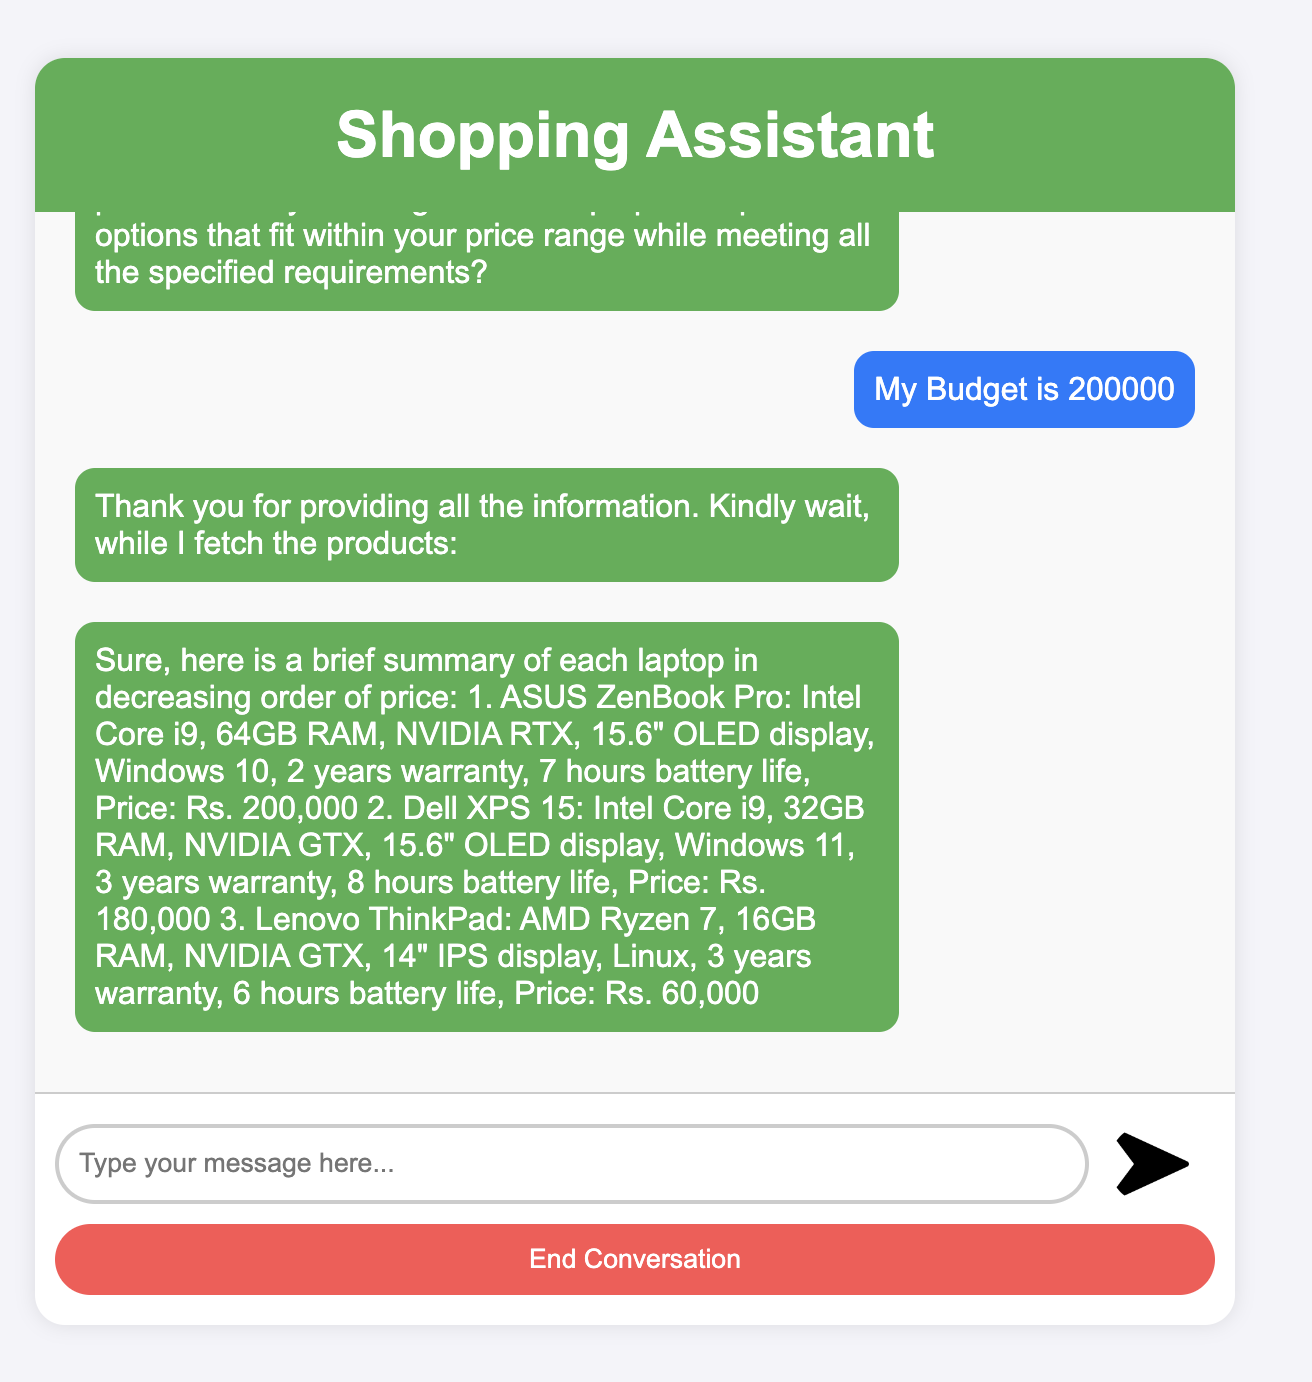 Shopping Assistant
options that fit within your price range while meeting all
the specified requirements?
My Budget is 200000
Thank you for providing all the information. Kindly wait,
while I fetch the products:
Sure, here is a brief summary of each laptop in
decreasing order of price: 1. ASUS ZenBook Pro: Intel
Core i9, 64GB RAM, NVIDIA RTX, 15.6" OLED display,
Windows 10, 2 years warranty, 7 hours battery life,
Price: Rs. 200,000 2. Dell XPS 15: Intel Core i9, 32GB
RAM, NVIDIA GTX, 15.6" OLED display, Windows 11,
3 years warranty, 8 hours battery life, Price: Rs.
180,000 3. Lenovo ThinkPad: AMD Ryzen 7, 16GB
RAM, NVIDIA GTX, 14" IPS display, Linux, 3 years
warranty, 6 hours battery life, Price: Rs. 60,000
Type your message here...
End Conversation